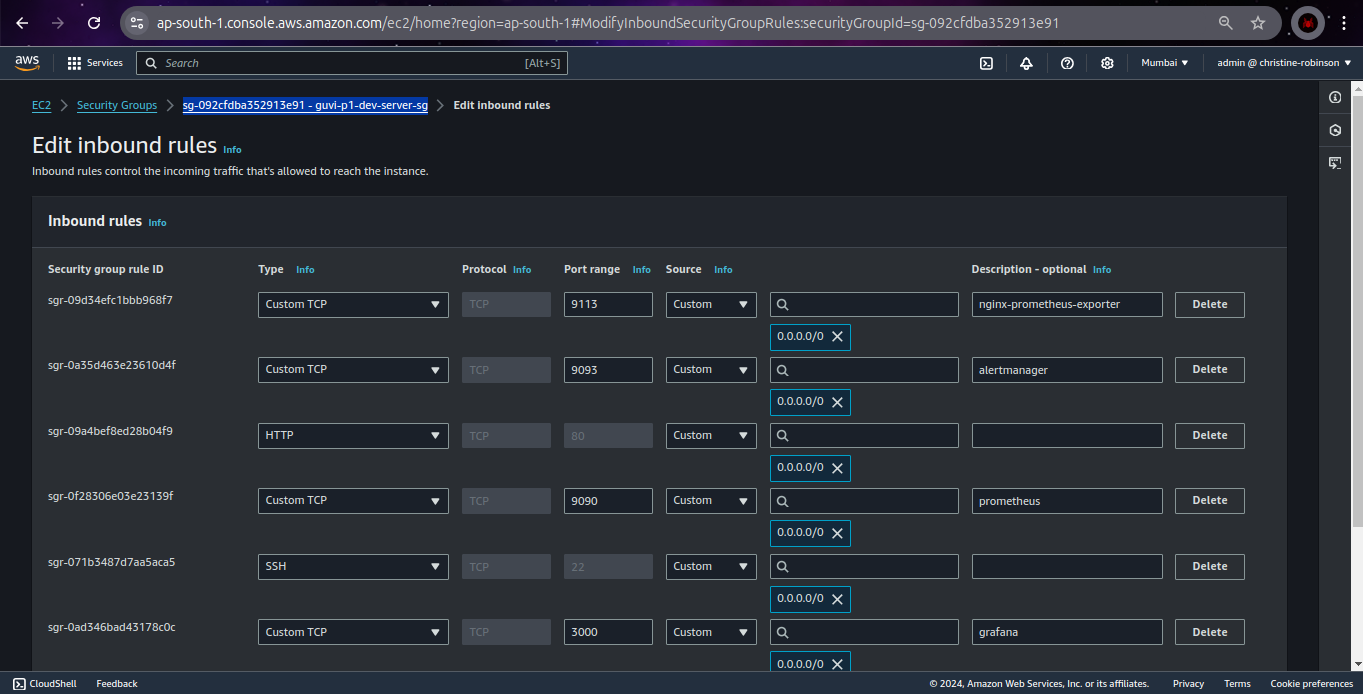 ap-south-1.console.aws.amazon.com/ec2/home?region=ap-south-1#ModifyInboundSecurityGroupRules:securityGroupId=sg-092cfdba352913e91
aws Services Search [Alt+S] Mumbai admin @ christine-robinson
EC2 Security Groups sg-092cfdba352913e91 - guvi-p1-dev-server-sg Edit inbound rules
Edit inbound rules Info
Inbound rules control the incoming traffic that's allowed to reach the instance.
Inbound rules Info
Security group rule ID Type Info Protocol Info Port range Info Source Info Description - optional Info
sgr-09d34efc1bbb968f7 Custom TCP TCP 9113 Custom nginx-prometheus-exporter Delete
0.0.0.0/0
sgr-0a35d463e23610d4f Custom TCP TCP 9093 Custom alertmanager Delete
0.0.0.0/0
sgr-09a4bef8ed28b04f9 HTTP TCP 80 Custom Delete
0.0.0.0/0
sgr-0f28306e03e23139f Custom TCP TCP 9090 Custom prometheus Delete
0.0.0.0/0
sgr-071b3487d7aa5aca5 SSH TCP 22 Custom Delete
0.0.0.0/0
sgr-0ad346bad43178c0c Custom TCP TCP 3000 Custom grafana Delete
0.0.0.0/0
CloudShell Feedback © 2024, Amazon Web Services, Inc. or its affiliates. Privacy Terms Cookie preferences